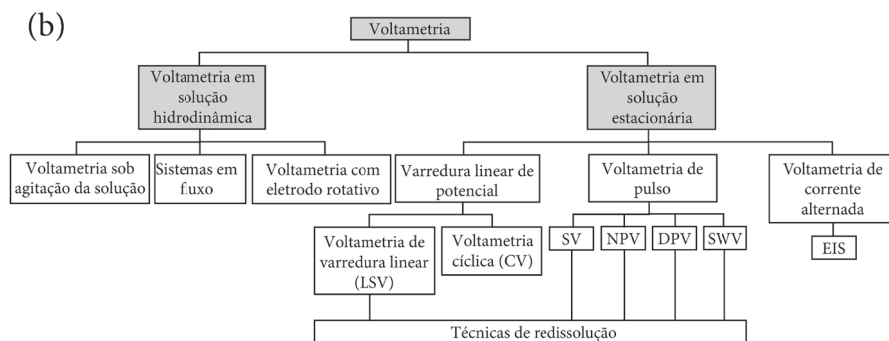 (b)
Voltametria
Voltametria em
solução
hidrodinâmica
Voltametria em
solução
estacionária
Voltametria sob
agitação da solução
Sistemas em
fluxo
Voltametria com
eletrodo rotativo
Varredura linear de
potencial
Voltametria de
pulso
Voltametria de
corrente
alternada
Voltametria de
varredura linear
(LSV)
Voltametria
cíclica (CV)
SV
NPV
DPV
SWV
EIS
Técnicas de redissolução